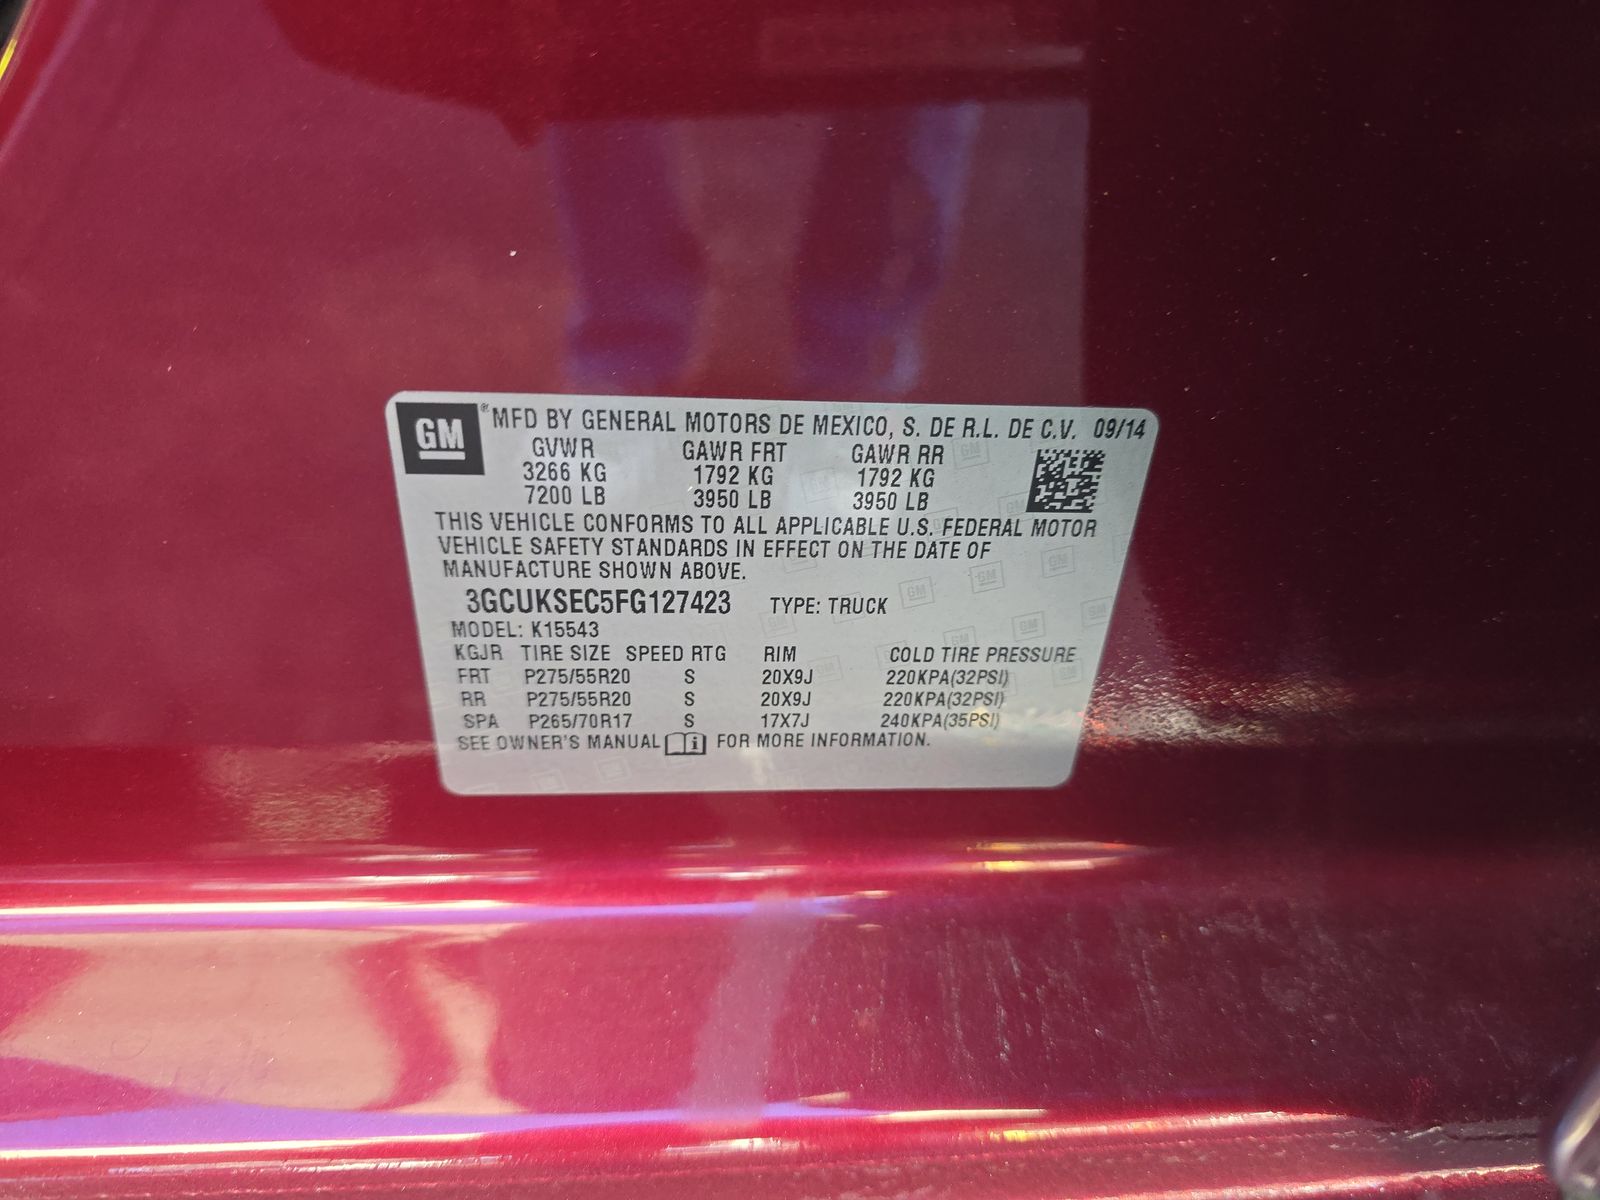 GM ® MFD BY GENERAL MOTORS DE MEXICO, S. DE R.L. DE C.V. 09/14
GVWR GAWR FRT GAWR RR
3266 KG 1792 KG 1792 KG
7200 LB 3950 LB 3950 LB
THIS VEHICLE CONFORMS TO ALL APPLICABLE U.S. FEDERAL MOTOR
VEHICLE SAFETY STANDARDS IN EFFECT ON THE DATE OF
MANUFACTURE SHOWN ABOVE.
3GCUKSEC5FG127423 TYPE: TRUCK
MODEL: K15543
KGJR TIRE SIZE SPEED RTG RIM COLD TIRE PRESSURE
FRT P275/55R20 S 20X9J 220KPA(32PSI)
RR P275/55R20 S 20X9J 220KPA(32PSI)
SPA P265/70R17 S 17X7J 240KPA(35PSI)
SEE OWNER'S MANUAL i FOR MORE INFORMATION.